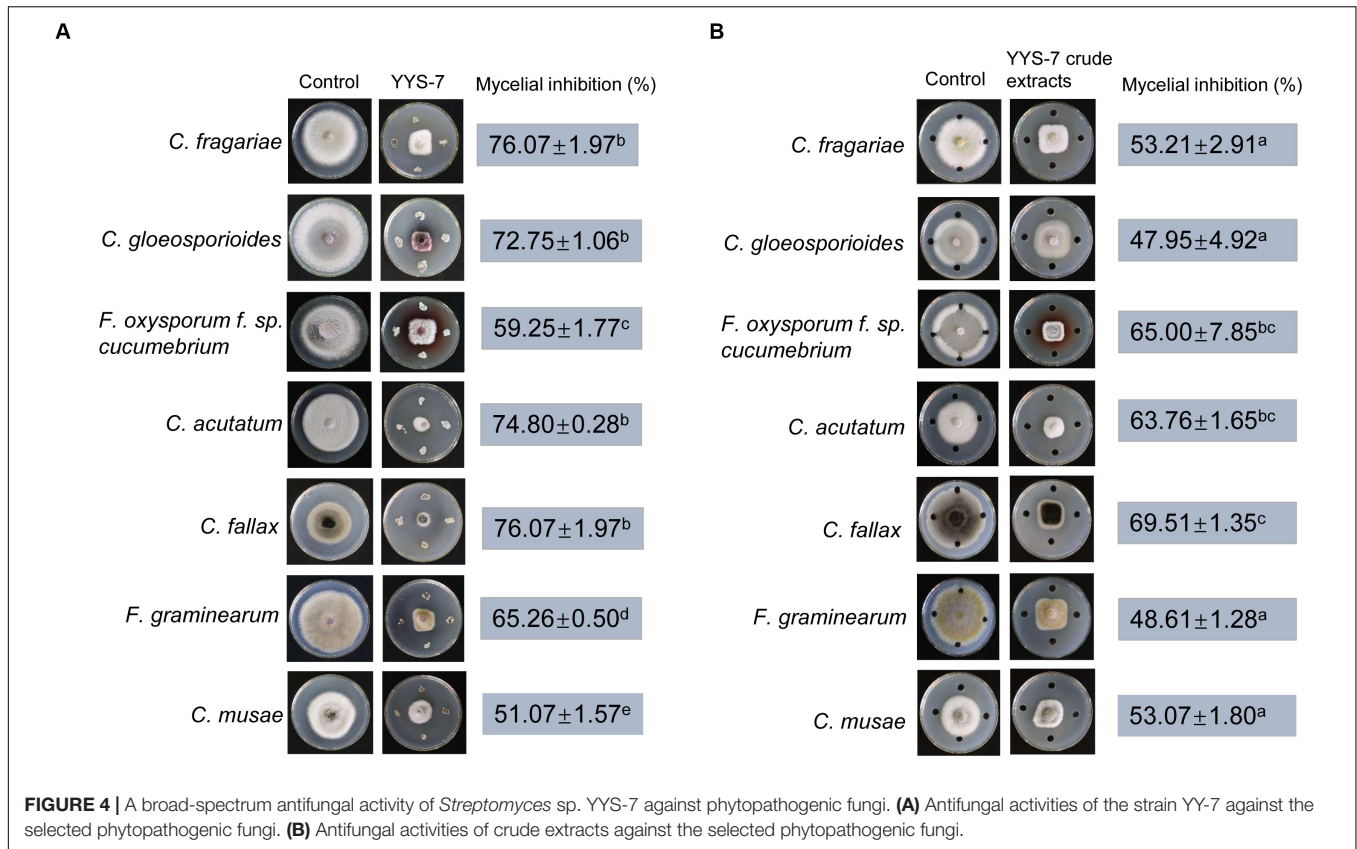 A
Control YYS-7 Mycelial inhibition (%)
C. fragariae 76.07±1.97b
C. gloeosporioides 72.75±1.06b
F. oxysporum f. sp.
cucumebrium 59.25±1.77c
C. acutatum 74.80±0.28b
C. fallax 76.07±1.97b
F. graminearum 65.26±0.50d
C. musae 51.07±1.57e
B
Control YYS-7 crude
extracts Mycelial inhibition (%)
C. fragariae 53.21±2.91a
C. gloeosporioides 47.95±4.92a
F. oxysporum f. sp.
cucumebrium 65.00±7.85bc
C. acutatum 63.76±1.65bc
C. fallax 69.51±1.35c
F. graminearum 48.61±1.28a
C. musae 53.07±1.80a
FIGURE 4 | A broad-spectrum antifungal activity of Streptomyces sp. YYS-7 against phytopathogenic fungi. (A) Antifungal activities of the strain YY-7 against the
selected phytopathogenic fungi. (B) Antifungal activities of crude extracts against the selected phytopathogenic fungi.